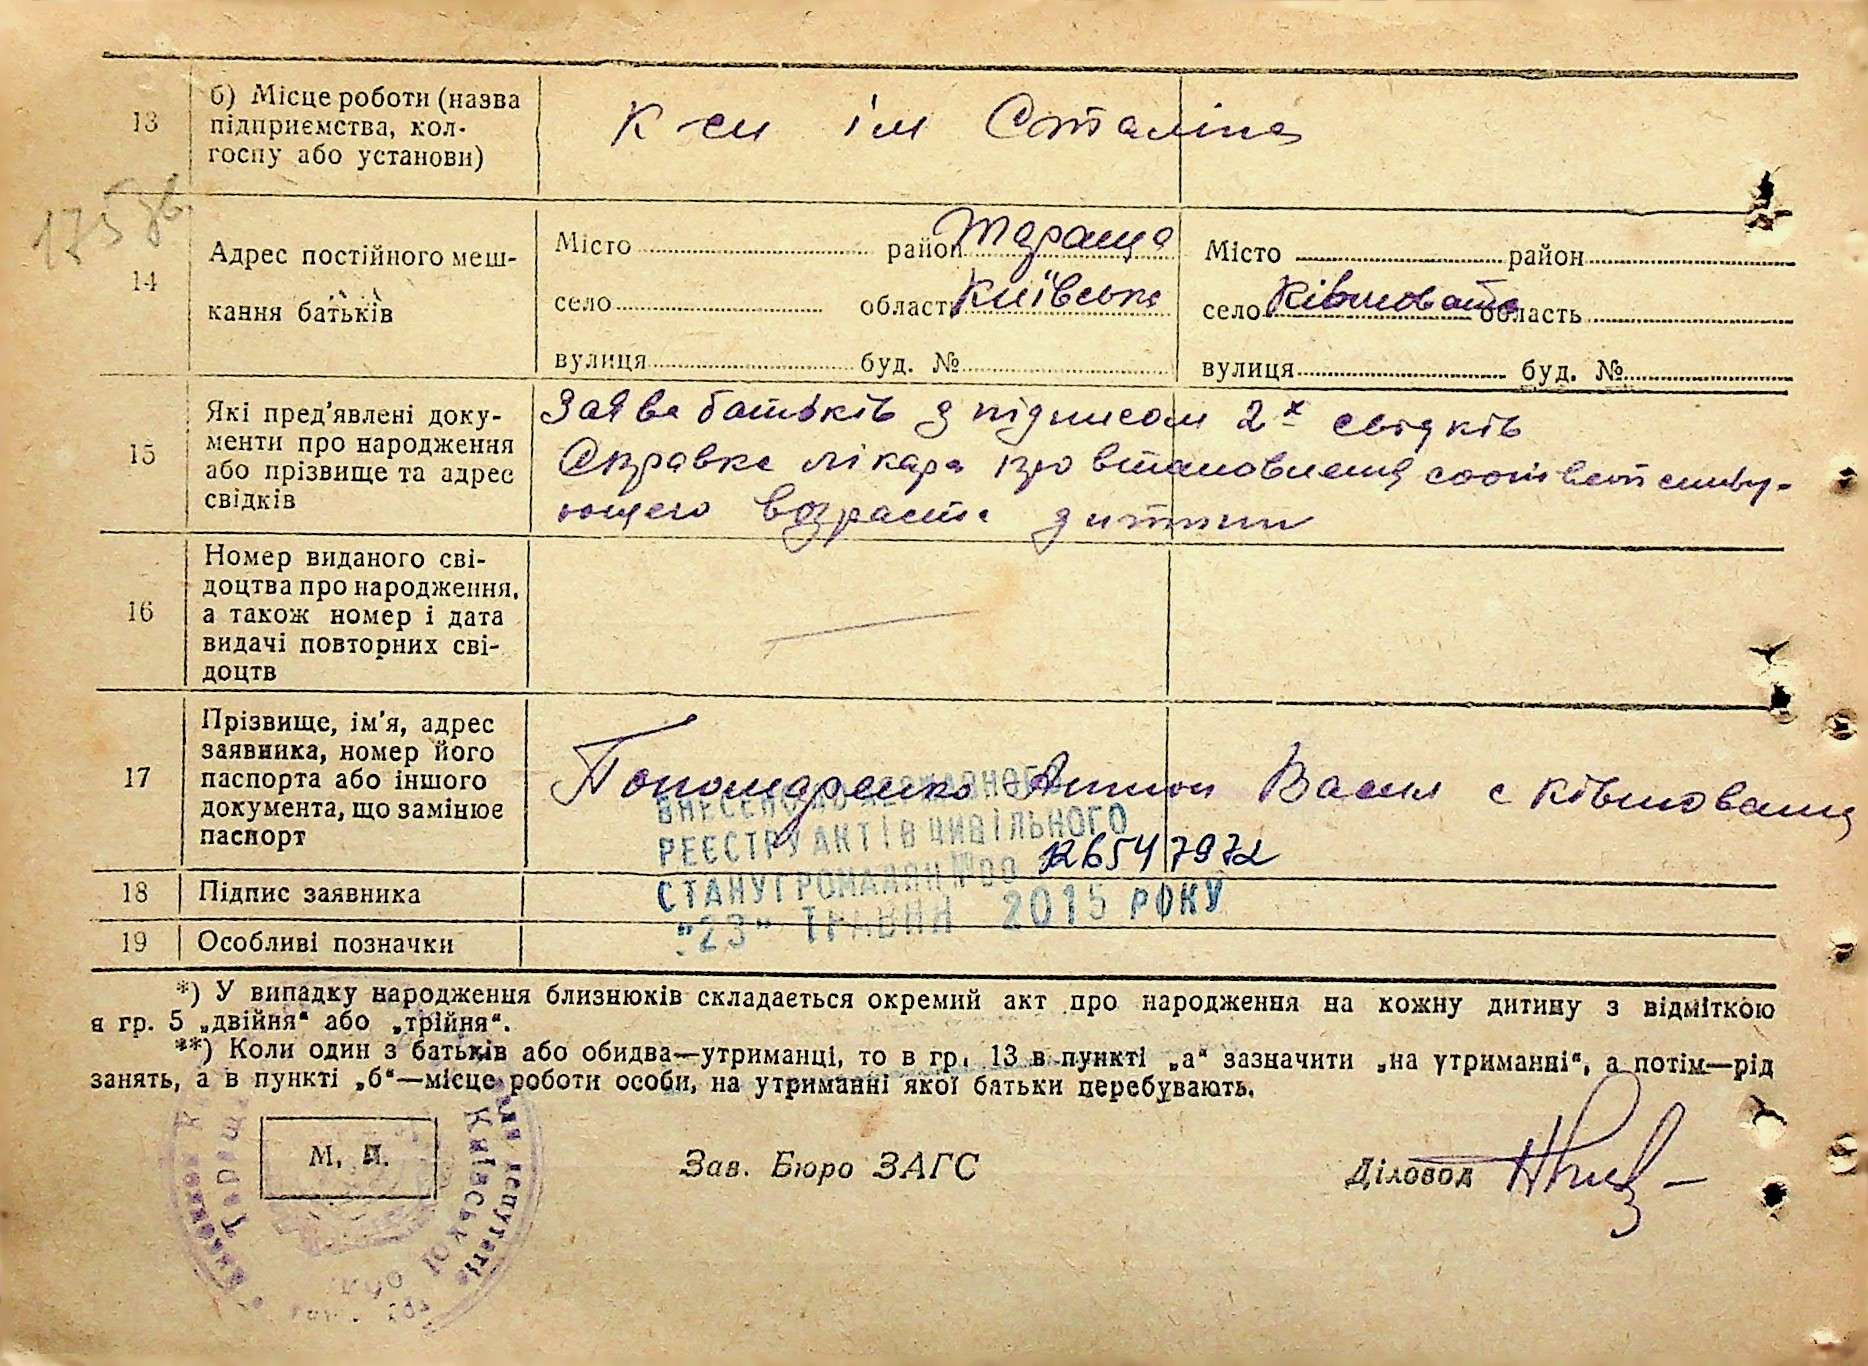 13 б) Місце роботи (назва
підприємства, кол-
госпу або установи)
к-сп ім Сталіна
175 зв.
14 Адрес постійного меш-
кання батьків
Місто район Тараща
село область Київська
вулиця буд. №
Місто район
село Ківшовата область
вулиця буд. №
15 Які пред'явлені доку-
менти про народження
або прізвище та адрес
свідків
Заява батьків з підписом 2х свідків
Справка лікаря про встановлення соответству-
ющего возраста дитини
16 Номер виданого сві-
доцтва про народження,
а також номер і дата
видачі повторних сві-
доцтв
17 Прізвище, ім'я, адрес
заявника, номер його
паспорта або іншого
документа, що замінює
паспорт
Пономаренко Антон Васил с Ківшовата
ВНЕСЕНО ДО ДЕРЖАВНОГО
РЕЄСТРУ АКТІВ ЦИВІЛЬНОГО
СТАНУ ГРОМАДЯН №00 126547972
"23" ТРАВНЯ 2015 РОКУ
18 Підпис заявника
19 Особливі позначки
*) У випадку народження близнюків складається окремий акт про народження на кожну дитину з відміткою
в гр. 5 „двійня“ або „трійня“.
**) Коли один з батьків або обидва—утриманці, то в гр. 13 в пункті „а“ зазначити „на утриманні“, а потім—рід
занять, а в пункті „б“—місце роботи особи, на утриманні якої батьки перебувають.
М. П.
Зав. Бюро ЗАГС
Діловод
Київської